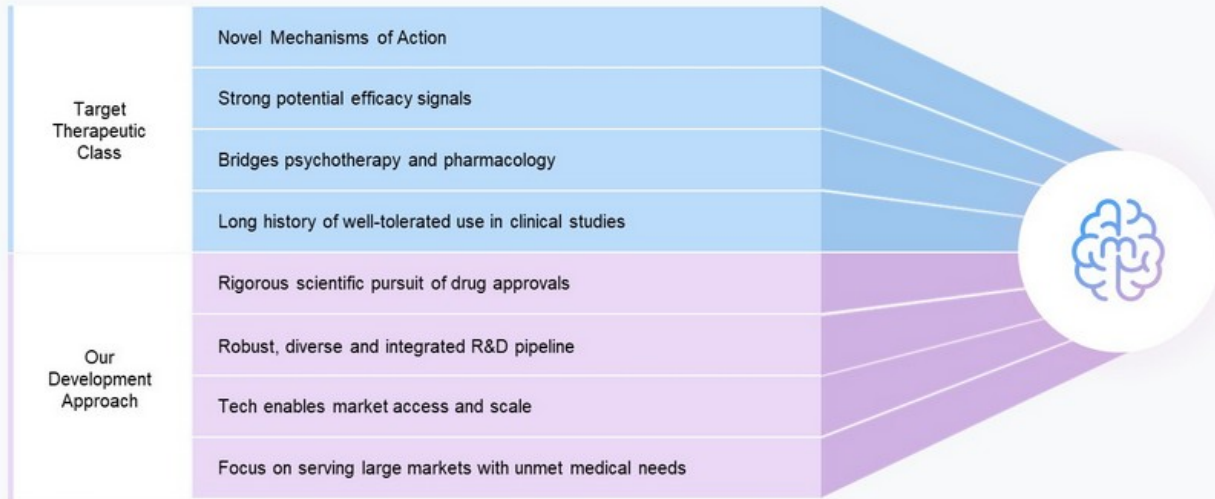 Target
Therapeutic
Class
Novel Mechanisms of Action
Strong potential efficacy signals
Bridges psychotherapy and pharmacology
Long history of well-tolerated use in clinical studies
Our
Development
Approach
Rigorous scientific pursuit of drug approvals
Robust, diverse and integrated R&D pipeline
Tech enables market access and scale
Focus on serving large markets with unmet medical needs